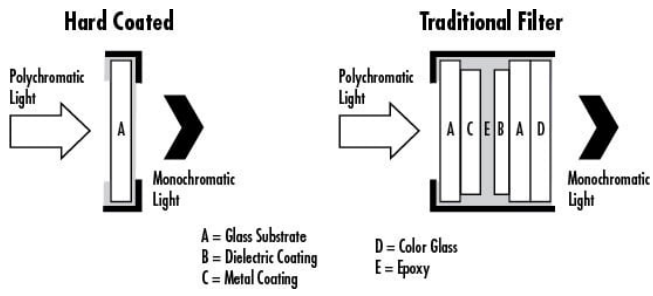 Hard Coated
Polychromatic
Light
A
Monochromatic
Light
Traditional Filter
Polychromatic
Light
A C E B A D
Monochromatic
Light
A = Glass Substrate
B = Dielectric Coating
C = Metal Coating
D = Color Glass
E = Epoxy